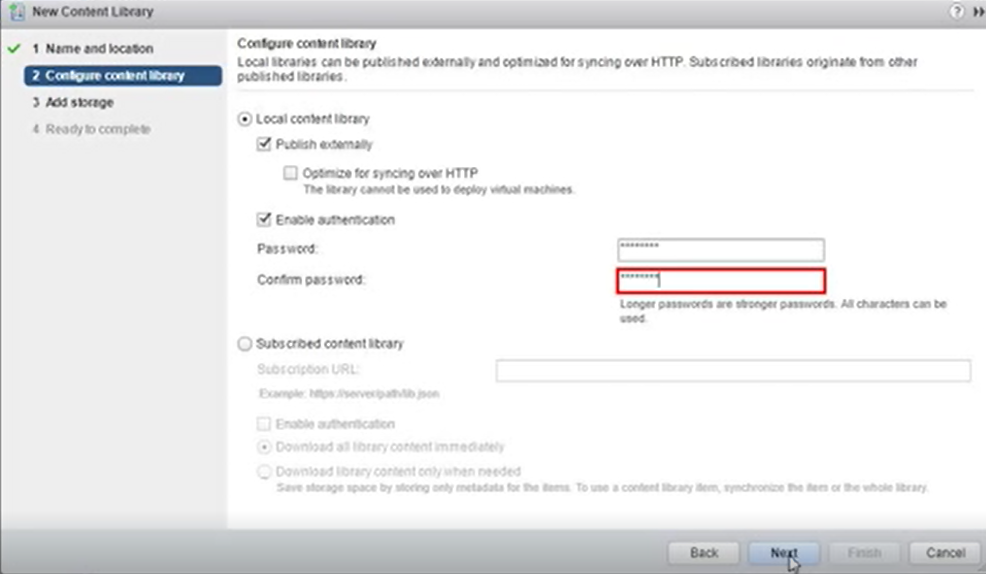 New Content Library
1 Name and location
2 Configure content library
3 Add storage
4 Ready to complete
Configure content library
Local libraries can be published externally and optimized for syncing over HTTP. Subscribed libraries originate from other
published libraries.
Local content library
Publish externally
Optimize for syncing over HTTP
The library cannot be used to deploy virtual machines.
Enable authentication
Password: ********
Confirm password: ********
Longer passwords are stronger passwords. All characters can be
used.
Subscribed content library
Subscription URL:
Example: https://server/path/lib.json
Enable authentication
Download all library content immediately
Download library content only when needed
Save storage space by storing only metadata for the items. To use a content library item, synchronize the item or the whole library.
Back Next Finish Cancel